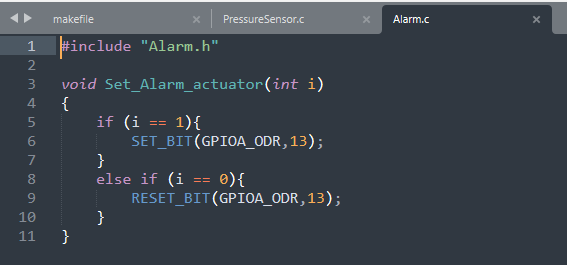 makefile × PressureSensor.c × Alarm.c ×
1 #include "Alarm.h"
2
3 void Set_Alarm_actuator(int i)
4 {
5 if (i == 1){
6 SET_BIT(GPIOA_ODR,13);
7 }
8 else if (i == 0){
9 RESET_BIT(GPIOA_ODR,13);
10 }
11 }